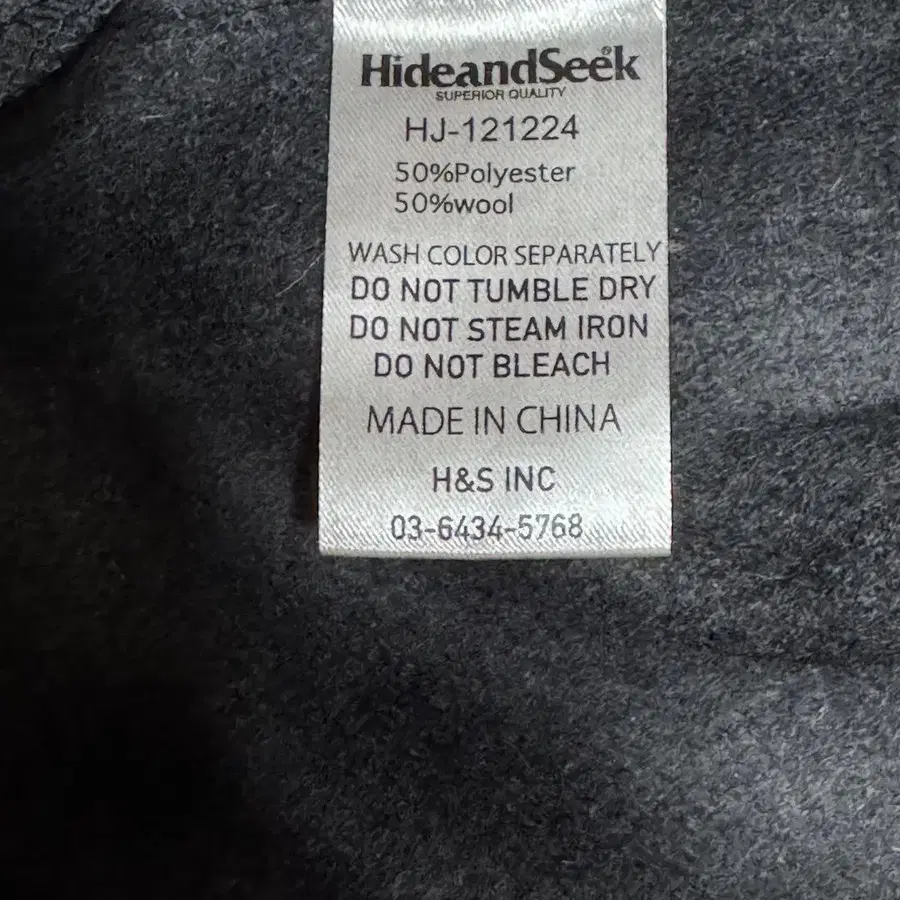 HideandSeek®
SUPERIOR QUALITY
HJ-121224
50%Polyester
50%wool
WASH COLOR SEPARATELY
DO NOT TUMBLE DRY
DO NOT STEAM IRON
DO NOT BLEACH
MADE IN CHINA
H&S INC
03-6434-5768